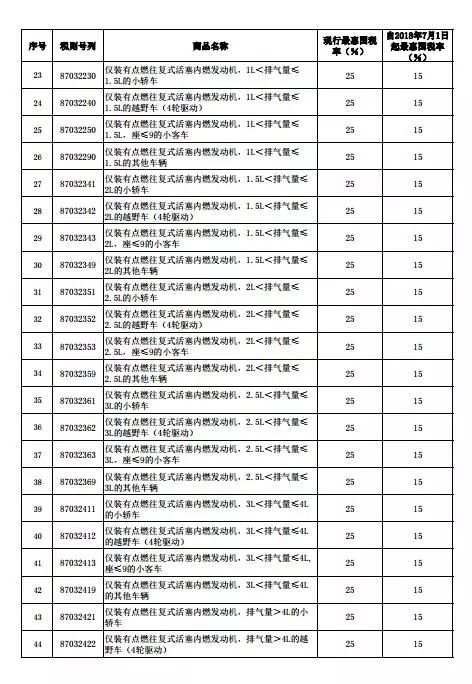 序号 税则号列 商品名称 现行最惠国税率（%） 自2018年7月1日起最惠国税率（%）
23 87032230 仅装有点燃往复式活塞内燃发动机，1L＜排气量≤1.5L的小轿车 25 15
24 87032240 仅装有点燃往复式活塞内燃发动机，1L＜排气量≤1.5L的越野车（4轮驱动） 25 15
25 87032250 仅装有点燃往复式活塞内燃发动机，1L＜排气量≤1.5L，座≤9的小客车 25 15
26 87032290 仅装有点燃往复式活塞内燃发动机，1L＜排气量≤1.5L的其他车辆 25 15
27 87032341 仅装有点燃往复式活塞内燃发动机，1.5L＜排气量≤2L的小轿车 25 15
28 87032342 仅装有点燃往复式活塞内燃发动机，1.5L＜排气量≤2L的越野车（4轮驱动） 25 15
29 87032343 仅装有点燃往复式活塞内燃发动机，1.5L＜排气量≤2L，座≤9的小客车 25 15
30 87032349 仅装有点燃往复式活塞内燃发动机，1.5L＜排气量≤2L的其他车辆 25 15
31 87032351 仅装有点燃往复式活塞内燃发动机，2L＜排气量≤2.5L的小轿车 25 15
32 87032352 仅装有点燃往复式活塞内燃发动机，2L＜排气量≤2.5L的越野车（4轮驱动） 25 15
33 87032353 仅装有点燃往复式活塞内燃发动机，2L＜排气量≤2.5L，座≤9的小客车 25 15
34 87032359 仅装有点燃往复式活塞内燃发动机，2L＜排气量≤2.5L的其他车辆 25 15
35 87032361 仅装有点燃往复式活塞内燃发动机，2.5L＜排气量≤3L的小轿车 25 15
36 87032362 仅装有点燃往复式活塞内燃发动机，2.5L＜排气量≤3L的越野车（4轮驱动） 25 15
37 87032363 仅装有点燃往复式活塞内燃发动机，2.5L＜排气量≤3L，座≤9的小客车 25 15
38 87032369 仅装有点燃往复式活塞内燃发动机，2.5L＜排气量≤3L的其他车辆 25 15
39 87032411 仅装有点燃往复式活塞内燃发动机，3L＜排气量≤4L的小轿车 25 15
40 87032412 仅装有点燃往复式活塞内燃发动机，3L＜排气量≤4L的越野车（4轮驱动） 25 15
41 87032413 仅装有点燃往复式活塞内燃发动机，3L＜排气量≤4L，座≤9的小客车 25 15
42 87032419 仅装有点燃往复式活塞内燃发动机，3L＜排气量≤4L的其他车辆 25 15
43 87032421 仅装有点燃往复式活塞内燃发动机，排气量＞4L的小轿车 25 15
44 87032422 仅装有点燃往复式活塞内燃发动机，排气量＞4L的越野车（4轮驱动） 25 15